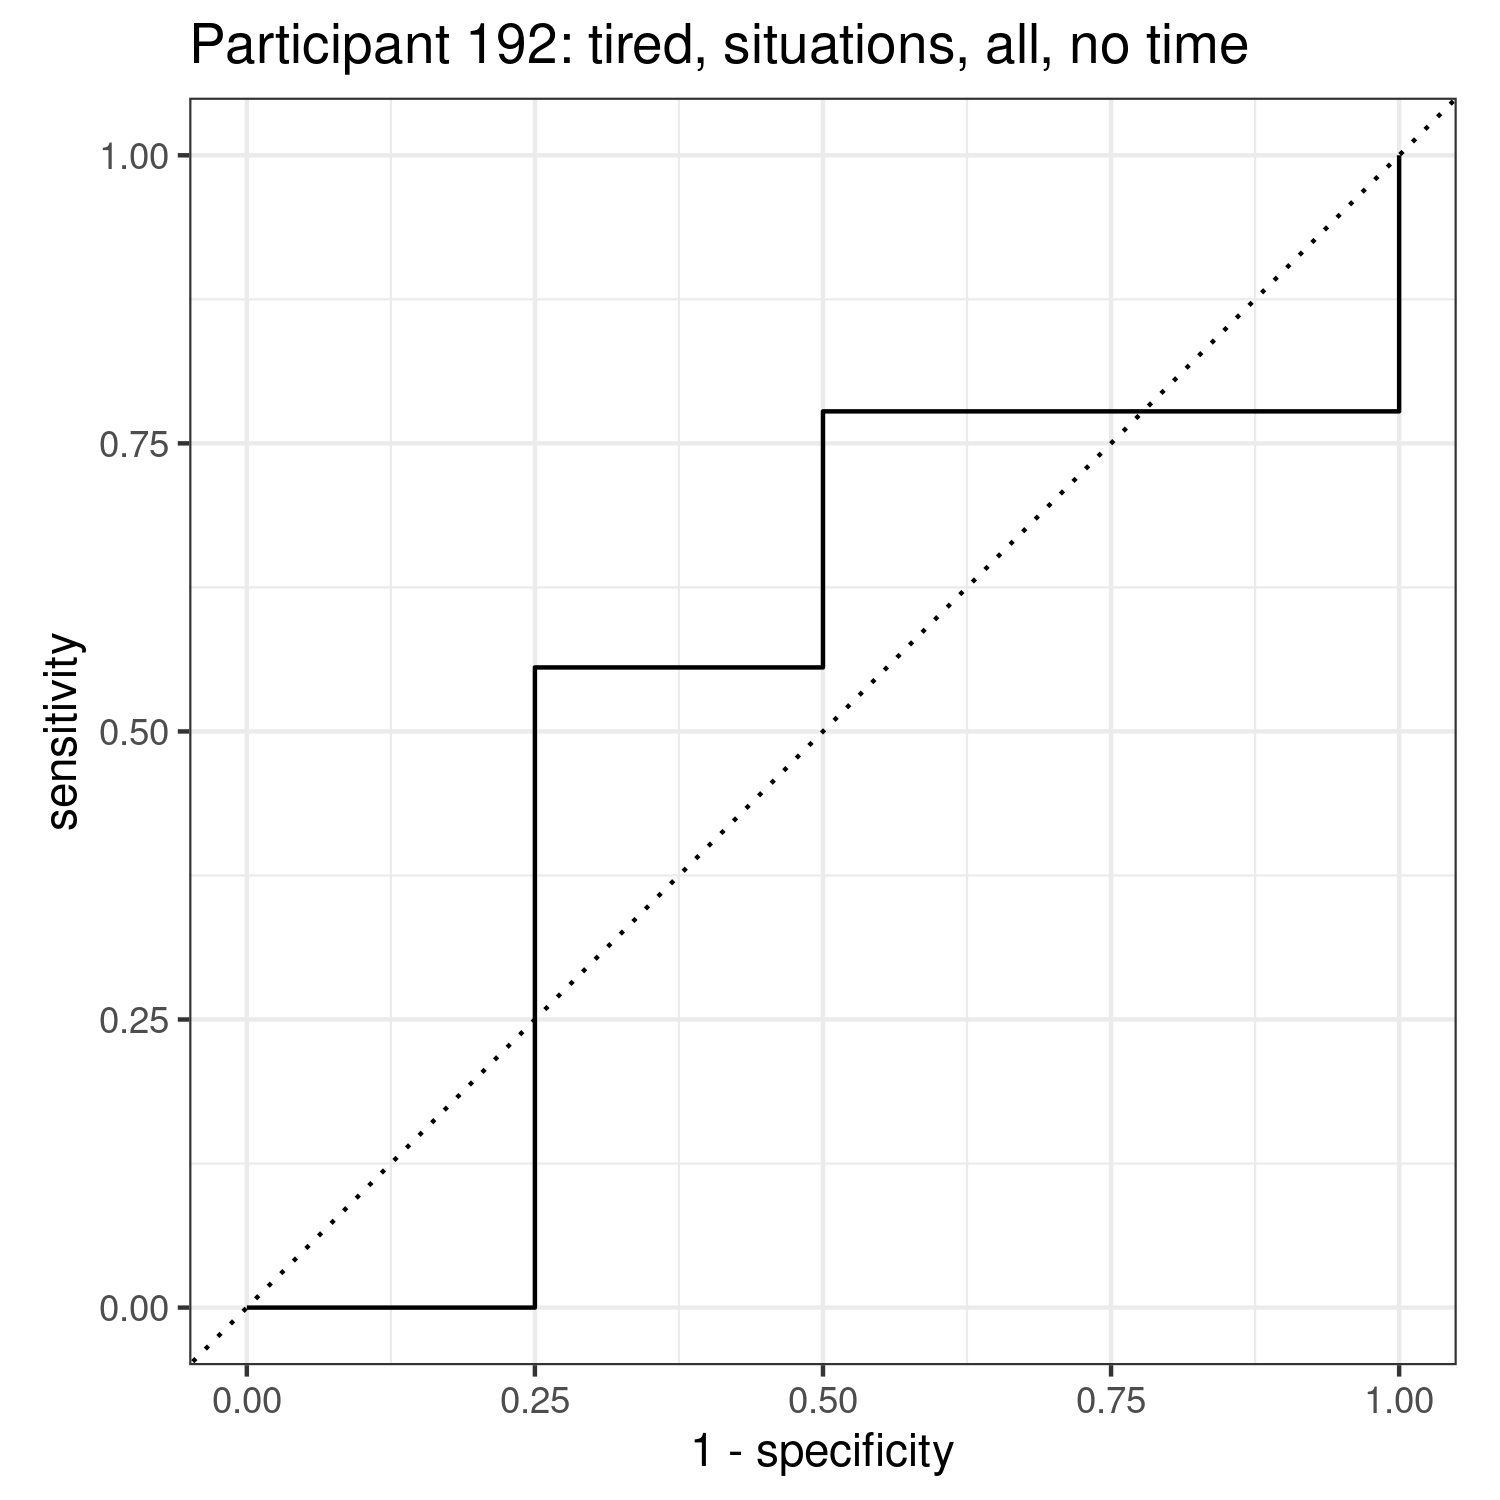 Participant 192: tired, situations, all, no time
1.00
0.75
0.50
0.25
0.00
sensitivity
0.00 0.25 0.50 0.75 1.00
1 - specificity